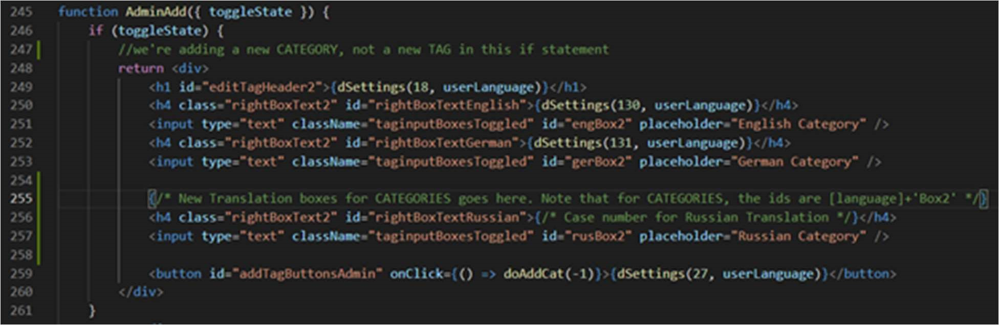 245 function AdminAdd({ toggleState }) {
246 if (toggleState) {
247 //we're adding a new CATEGORY, not a new TAG in this if statement
248 return <div>
249 <h1 id="editTagHeader2">{dSettings(18, userLanguage)}</h1>
250 <h4 class="rightBoxText2" id="rightBoxTextEnglish">{dSettings(130, userLanguage)}</h4>
251 <input type="text" className="taginputBoxesToggled" id="engBox2" placeholder="English Category" />
252 <h4 class="rightBoxText2" id="rightBoxTextGerman">{dSettings(131, userLanguage)}</h4>
253 <input type="text" className="taginputBoxesToggled" id="gerBox2" placeholder="German Category" />
254
255 {/* New Translation boxes for CATEGORIES goes here. Note that for CATEGORIES, the ids are [language]+'Box2' */}
256 <h4 class="rightBoxText2" id="rightBoxTextRussian">{/* Case number for Russian Translation */}</h4>
257 <input type="text" className="taginputBoxesToggled" id="rusBox2" placeholder="Russian Category" />
258
259 <button id="addTagButtonsAdmin" onClick={() => doAddCat(-1)}>{dSettings(27, userLanguage)}</button>
260 </div>
261 }